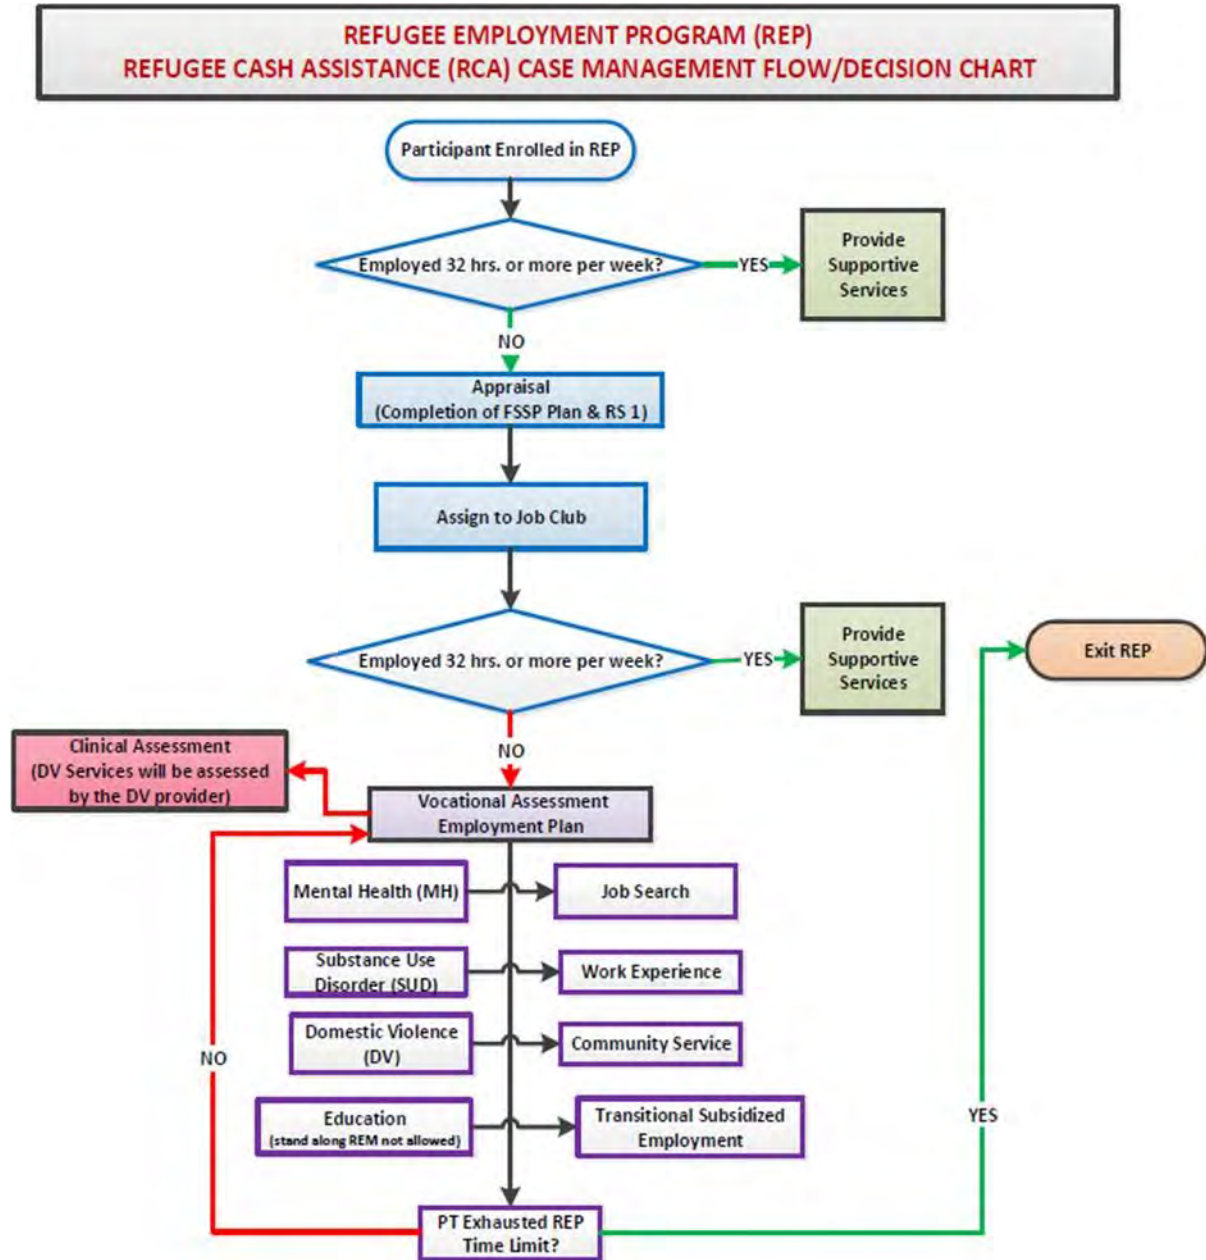 REFUGEE EMPLOYMENT PROGRAM (REP)
REFUGEE CASH ASSISTANCE (RCA) CASE MANAGEMENT FLOW/DECISION CHART
Participant Enrolled in REP
Employed 32 hrs. or more per week?
YES
Provide
Supportive
Services
NO
Appraisal
(Completion of FSSP Plan & RS 1)
Assign to Job Club
Employed 32 hrs. or more per week?
YES
Provide
Supportive
Services
Exit REP
NO
Clinical Assessment
(DV Services will be assessed
by the DV provider)
Vocational Assessment
Employment Plan
Mental Health (MH)
Job Search
Substance Use
Disorder (SUD)
Work Experience
Domestic Violence
(DV)
Community Service
NO
Education
(stand along REM not allowed)
Transitional Subsidized
Employment
YES
PT Exhausted REP
Time Limit?